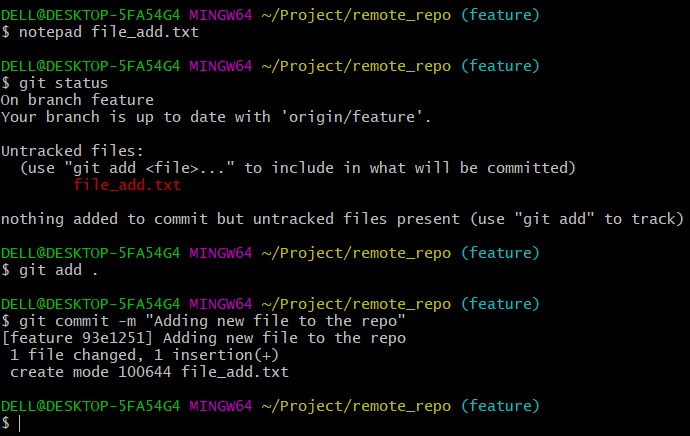 DELL@DESKTOP-5FA54G4 MINGW64 ~/Project/remote_repo (feature)
$ notepad file_add.txt
DELL@DESKTOP-5FA54G4 MINGW64 ~/Project/remote_repo (feature)
$ git status
On branch feature
Your branch is up to date with 'origin/feature'.
Untracked files:
  (use "git add <file>..." to include in what will be committed)
        file_add.txt
nothing added to commit but untracked files present (use "git add" to track)
DELL@DESKTOP-5FA54G4 MINGW64 ~/Project/remote_repo (feature)
$ git add .
DELL@DESKTOP-5FA54G4 MINGW64 ~/Project/remote_repo (feature)
$ git commit -m "Adding new file to the repo"
[feature 93e1251] Adding new file to the repo
 1 file changed, 1 insertion(+)
 create mode 100644 file_add.txt
DELL@DESKTOP-5FA54G4 MINGW64 ~/Project/remote_repo (feature)
$